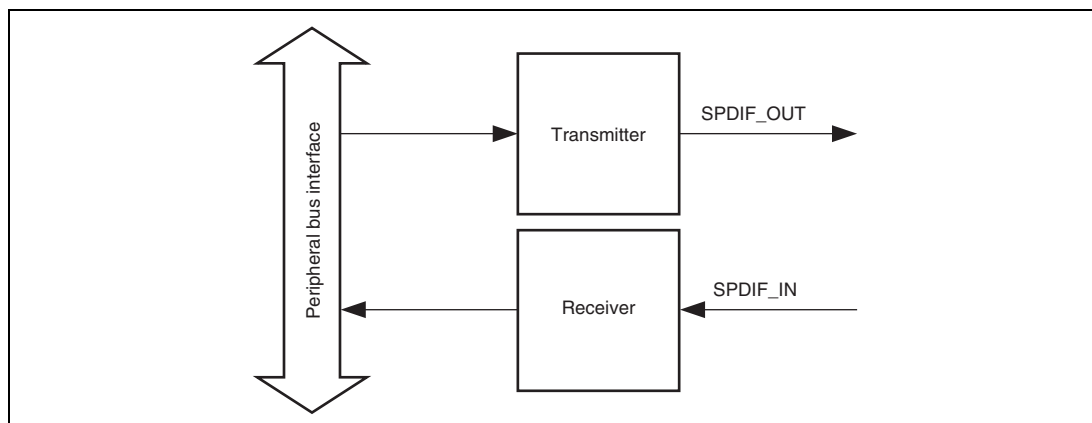 Peripheral bus interface
Transmitter
SPDIF_OUT
Receiver
SPDIF_IN